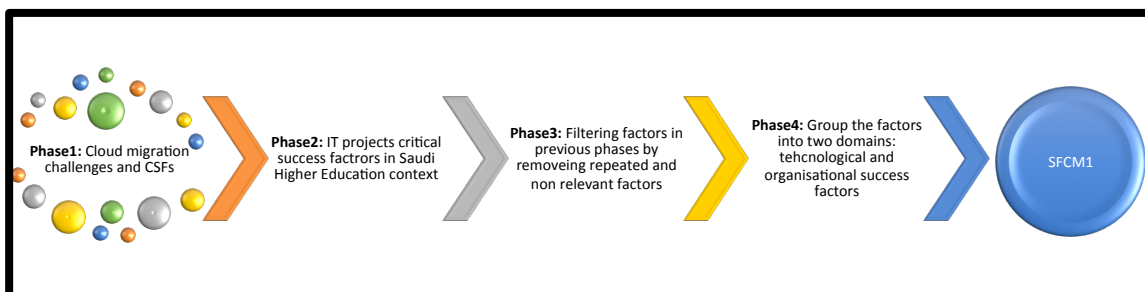 Phase1: Cloud migration
challenges and CSFs
Phase2: IT projects critical
success factrors in Saudi
Higher Education context
Phase3: Filtering factors in
previous phases by
removeing repeated and
non relevant factors
Phase4: Group the factors
into two domains:
tehcnological and
organisational success
factors
SFCM1